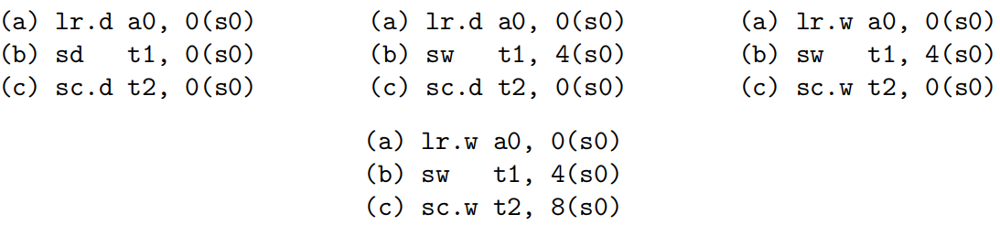 (a) lr.d a0, 0(s0)
(b) sd   t1, 0(s0)
(c) sc.d t2, 0(s0)
(a) lr.d a0, 0(s0)
(b) sw   t1, 4(s0)
(c) sc.d t2, 0(s0)
(a) lr.w a0, 0(s0)
(b) sw   t1, 4(s0)
(c) sc.w t2, 0(s0)
(a) lr.w a0, 0(s0)
(b) sw   t1, 4(s0)
(c) sc.w t2, 8(s0)